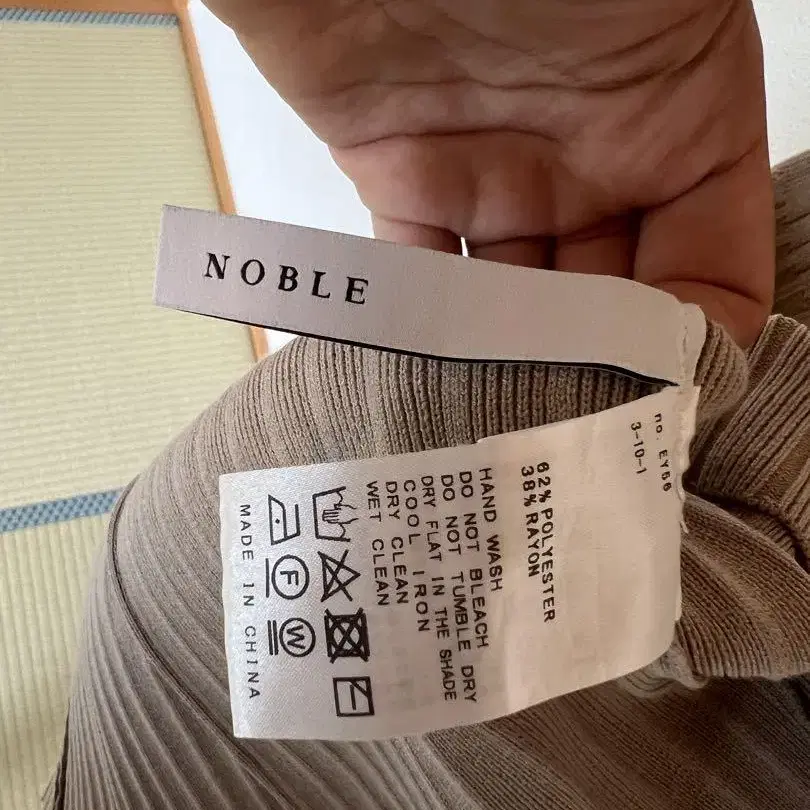 NOBLE
no. EY66
3-10-1
62% POLYESTER
38% RAYON
HAND WASH
DO NOT BLEACH
DO NOT TUMBLE DRY
DRY FLAT IN THE SHADE
COOL IRON
DRY CLEAN
WET CLEAN
F
W
MADE IN CHINA